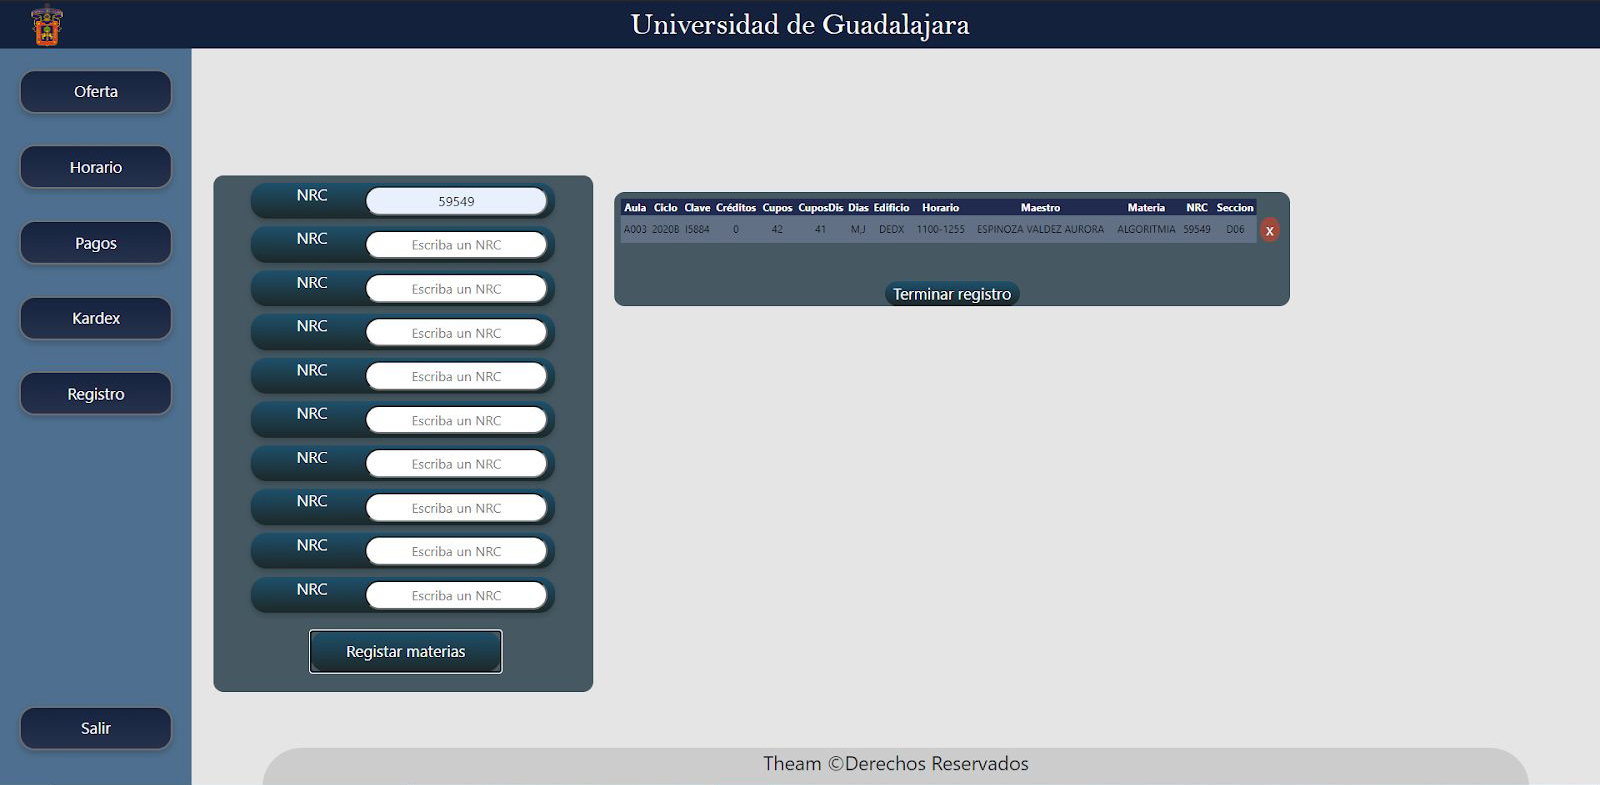 Universidad de Guadalajara
Oferta
Horario
Pagos
Kardex
Registro
Salir
NRC 59549
NRC Escriba un NRC
NRC Escriba un NRC
NRC Escriba un NRC
NRC Escriba un NRC
NRC Escriba un NRC
NRC Escriba un NRC
NRC Escriba un NRC
NRC Escriba un NRC
NRC Escriba un NRC
Registar materias
Aula Ciclo Clave Créditos Cupos CuposDis Dias Edificio Horario Maestro Materia NRC Seccion
A003 2020B I5884 0 42 41 M,J DEDX 1100-1255 ESPINOZA VALDEZ AURORA ALGORITMIA 59549 D06 x
Terminar registro
Theam ©Derechos Reservados